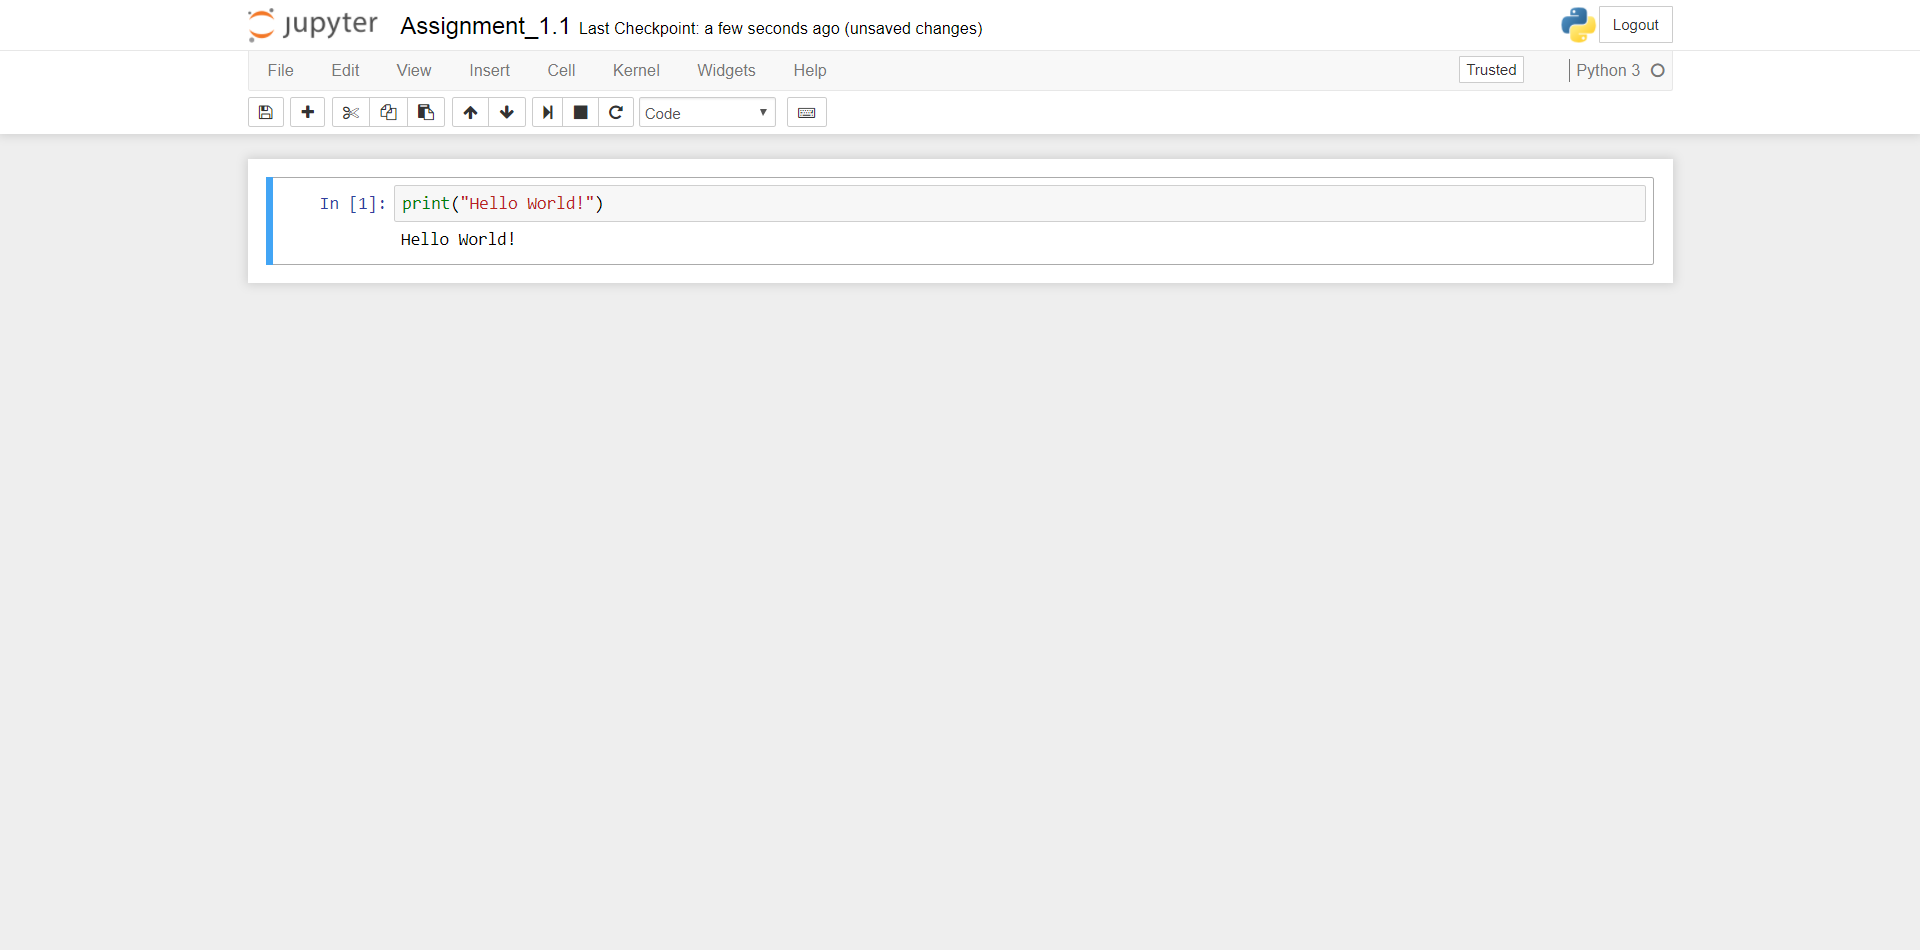 jupyter Assignment_1.1 Last Checkpoint: a few seconds ago (unsaved changes) Logout
File Edit View Insert Cell Kernel Widgets Help Trusted Python 3
Code
In [1]: print("Hello World!")
Hello World!